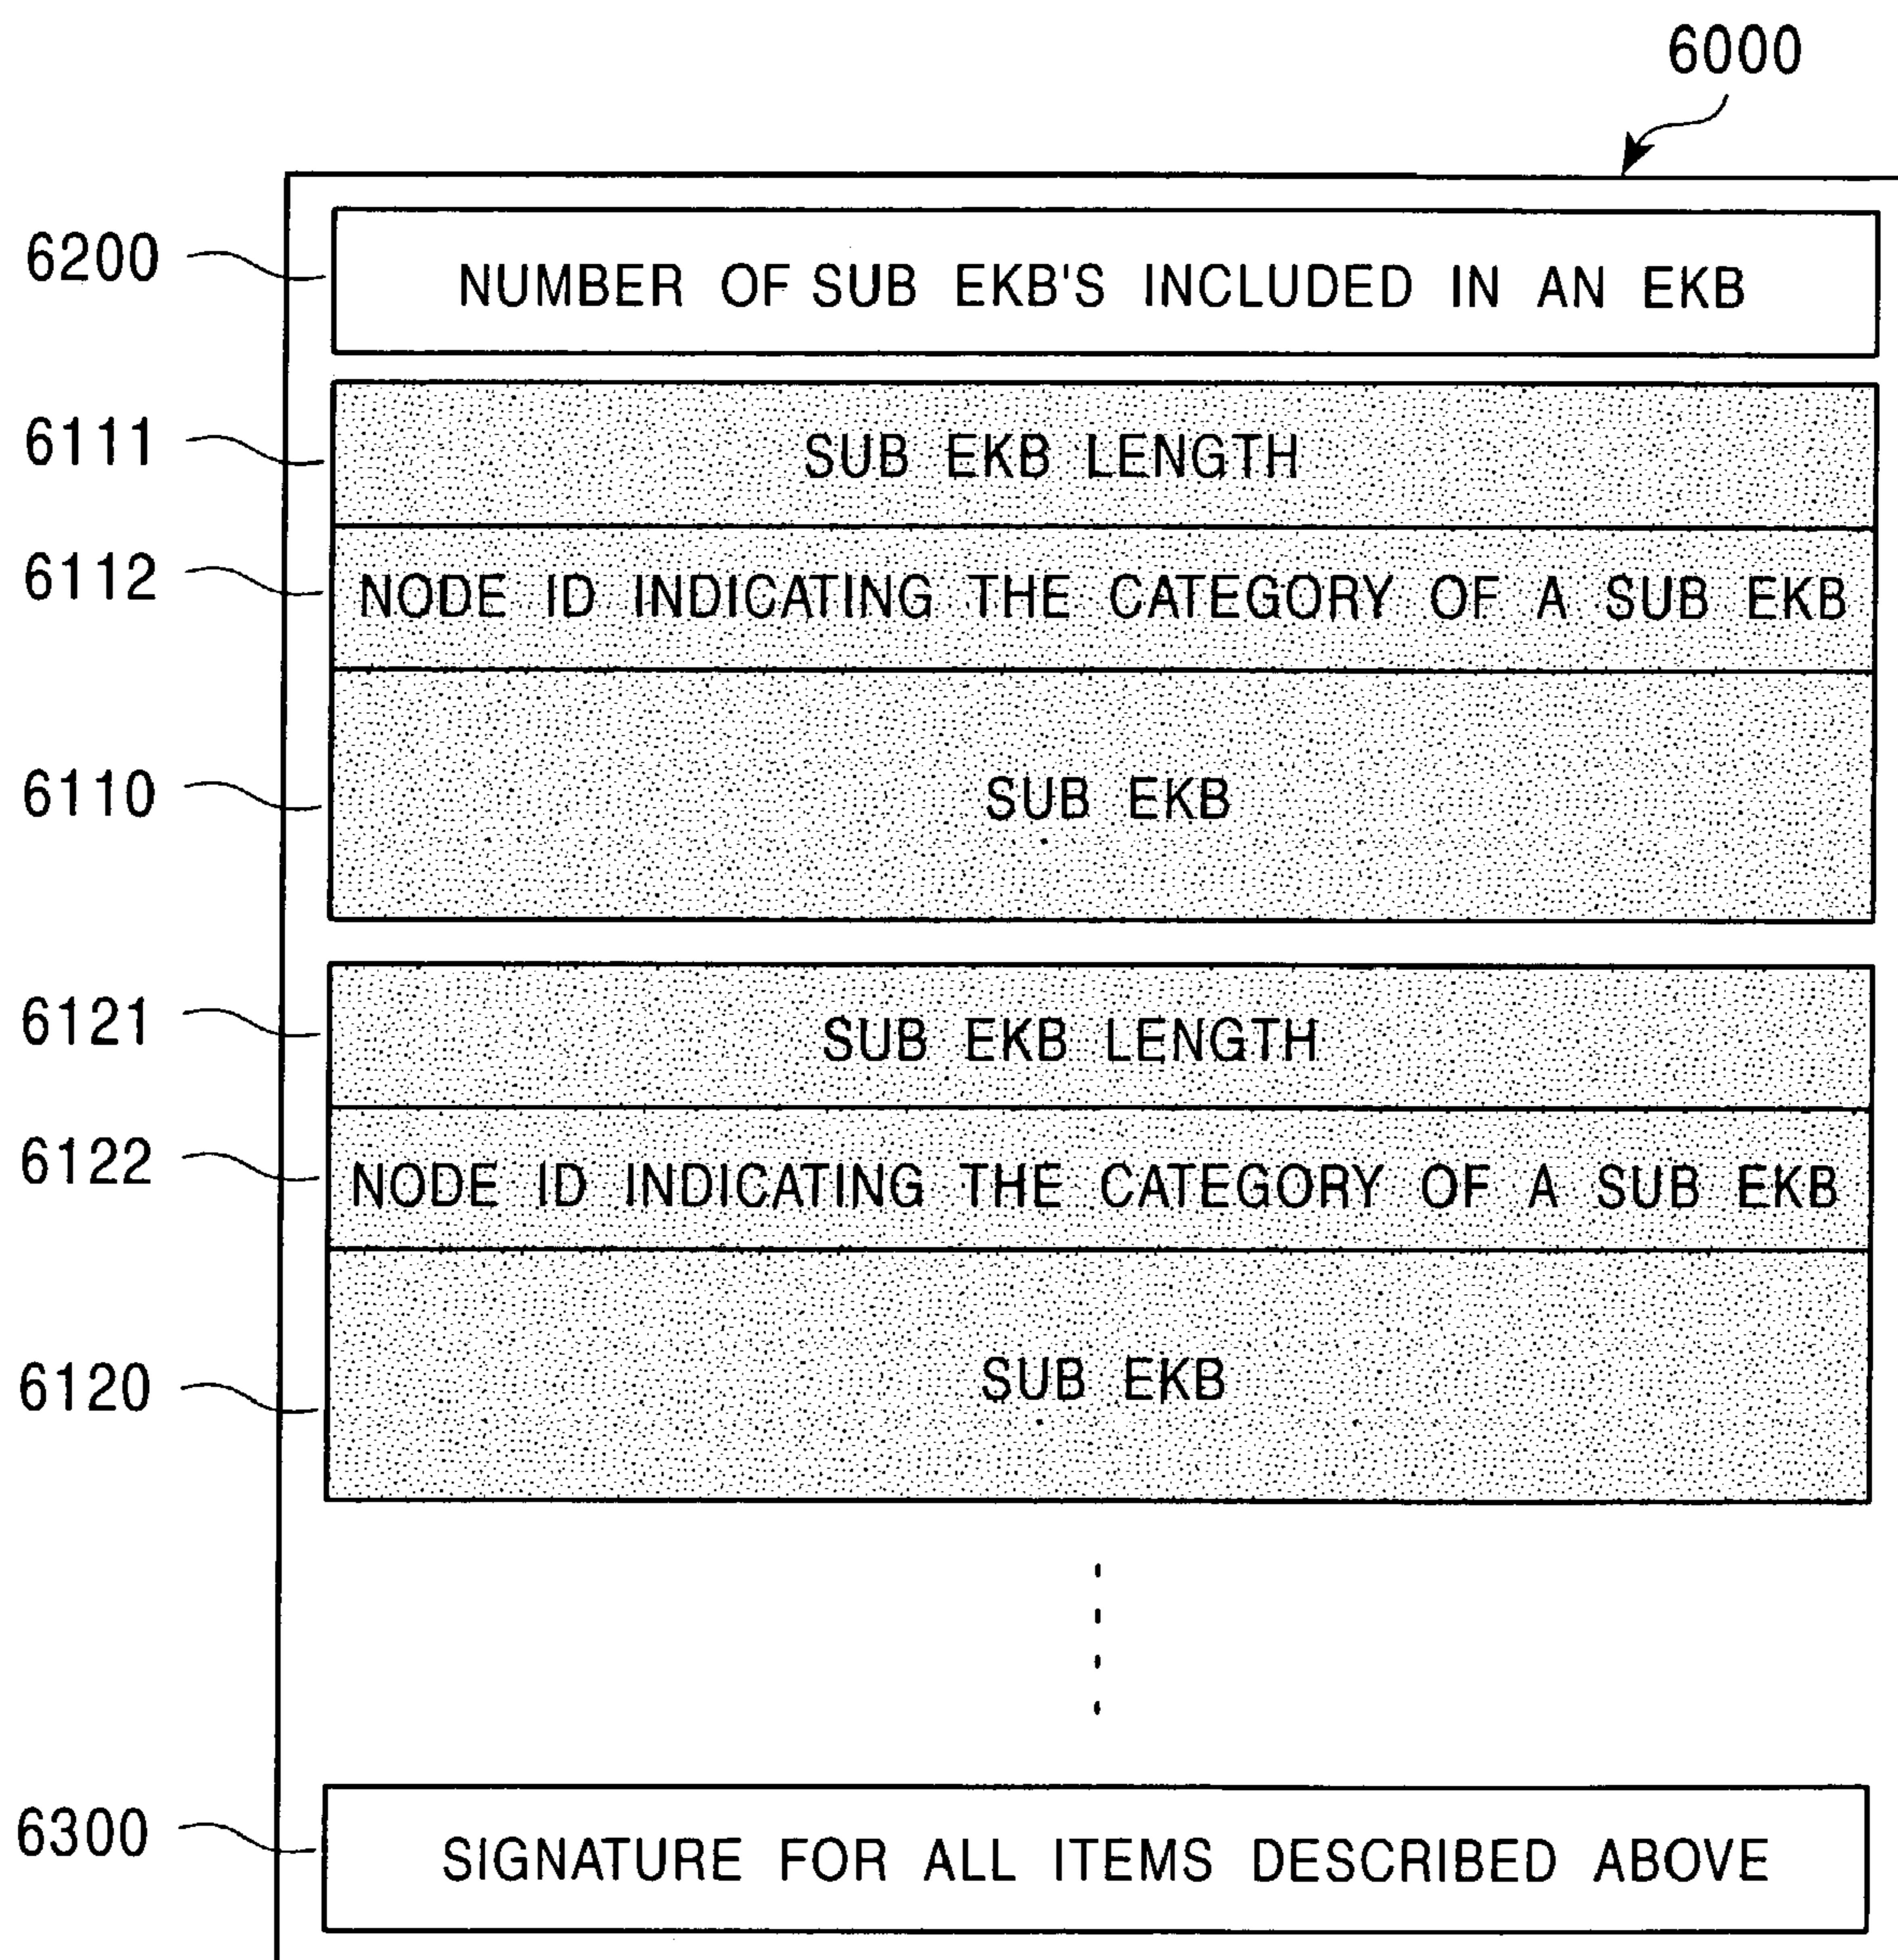 6000
6200 NUMBER OF SUB EKB'S INCLUDED IN AN EKB
6111 SUB EKB LENGTH
6112 NODE ID INDICATING THE CATEGORY OF A SUB EKB
6110 SUB EKB
6121 SUB EKB LENGTH
6122 NODE ID INDICATING THE CATEGORY OF A SUB EKB
6120 SUB EKB
6300 SIGNATURE FOR ALL ITEMS DESCRIBED ABOVE